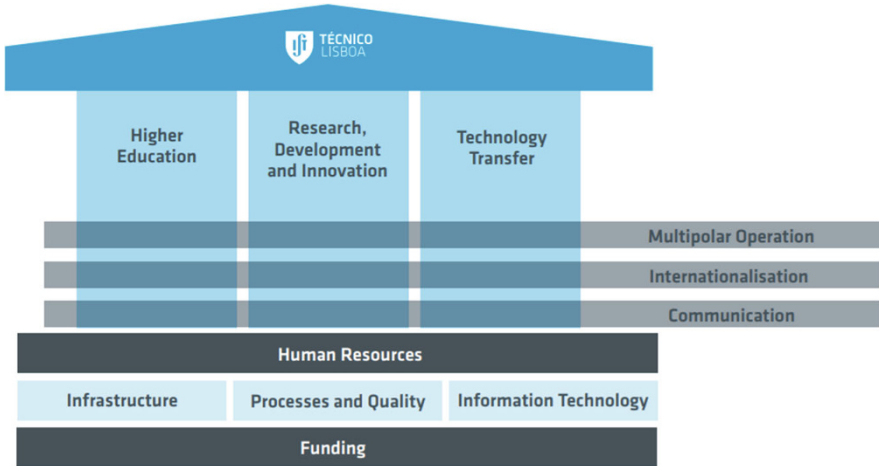 TÉCNICO
LISBOA
Higher
Education
Research,
Development
and Innovation
Technology
Transfer
Multipolar Operation
Internationalisation
Communication
Human Resources
Infrastructure
Processes and Quality
Information Technology
Funding